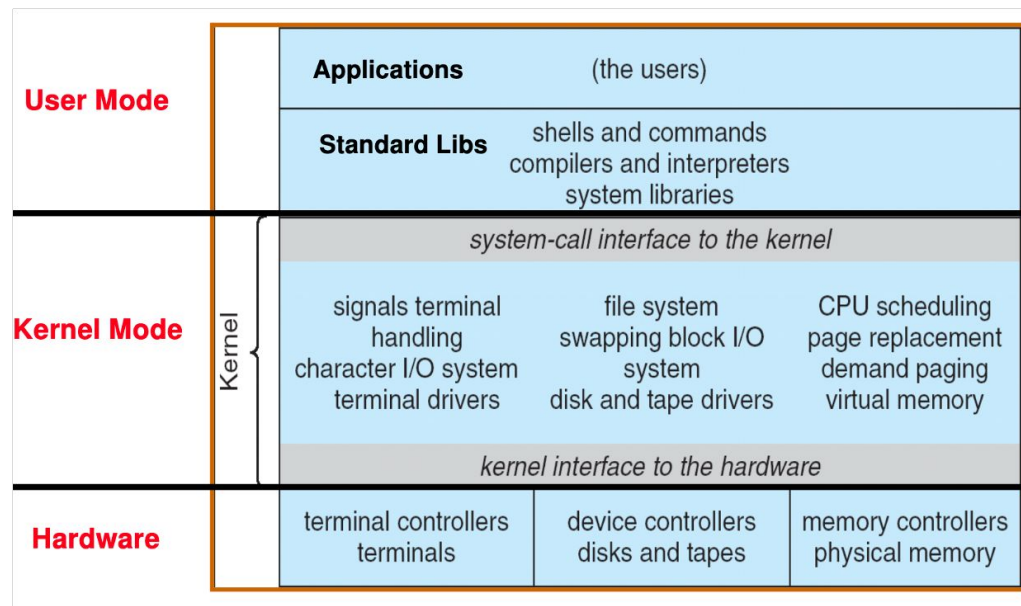 User Mode
Applications (the users)
Standard Libs shells and commands
compilers and interpreters
system libraries
Kernel Mode
Kernel
system-call interface to the kernel
signals terminal
handling
character I/O system
terminal drivers
file system
swapping block I/O
system
disk and tape drivers
CPU scheduling
page replacement
demand paging
virtual memory
kernel interface to the hardware
Hardware
terminal controllers
terminals
device controllers
disks and tapes
memory controllers
physical memory